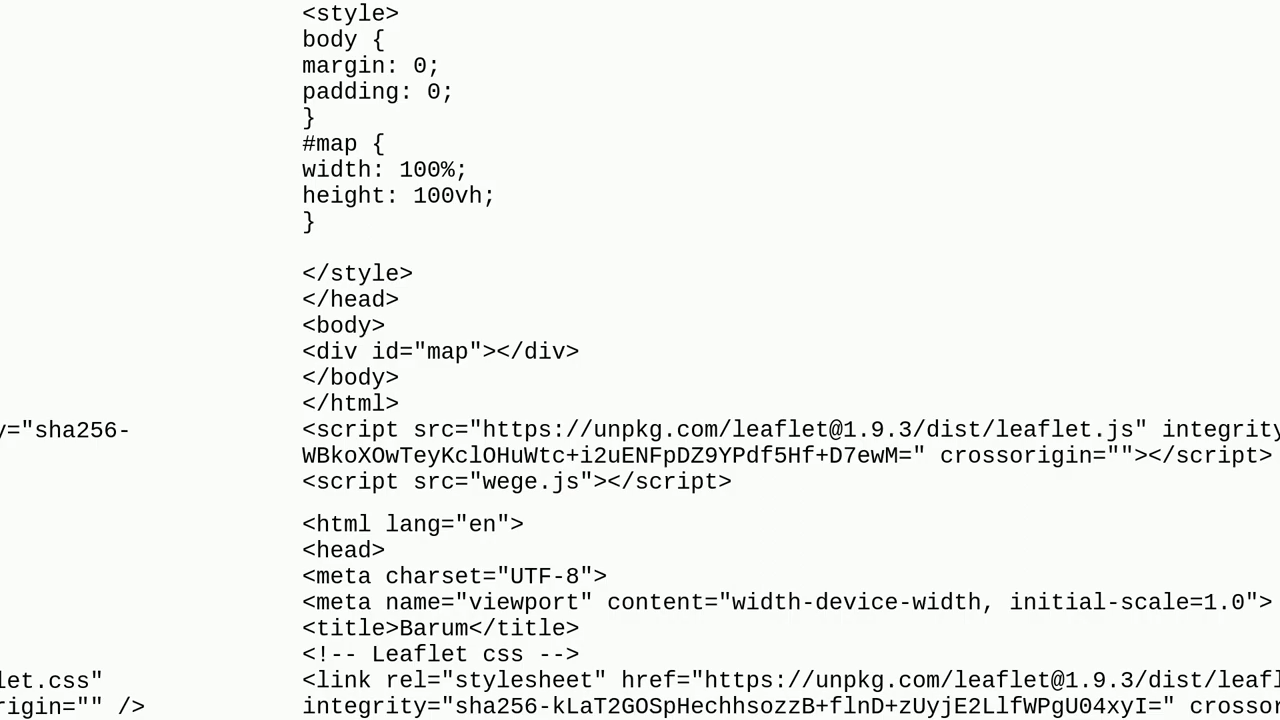 <style>
body {
margin: 0;
padding: 0;
}
#map {
width: 100%;
height: 100vh;
}
</style>
</head>
<body>
<div id="map"></div>
</body>
</html>
y="sha256-
<script src="https://unpkg.com/leaflet@1.9.3/dist/leaflet.js" integrity
WBkoXOwTeyKclOHuWtc+i2uENFpDZ9YPdf5Hf+D7ewM=" crossorigin=""></script>
<script src="wege.js"></script>
<html lang="en">
<head>
<meta charset="UTF-8">
<meta name="viewport" content="width-device-width, initial-scale=1.0">
<title>Barum</title>
<!-- Leaflet css -->
let.css"
<link rel="stylesheet" href="https://unpkg.com/leaflet@1.9.3/dist/leafl
rigin="" />
integrity="sha256-kLaT2GOSpHechhsozzB+flnD+zUyjE2LlfWPgU04xyI=" crossor